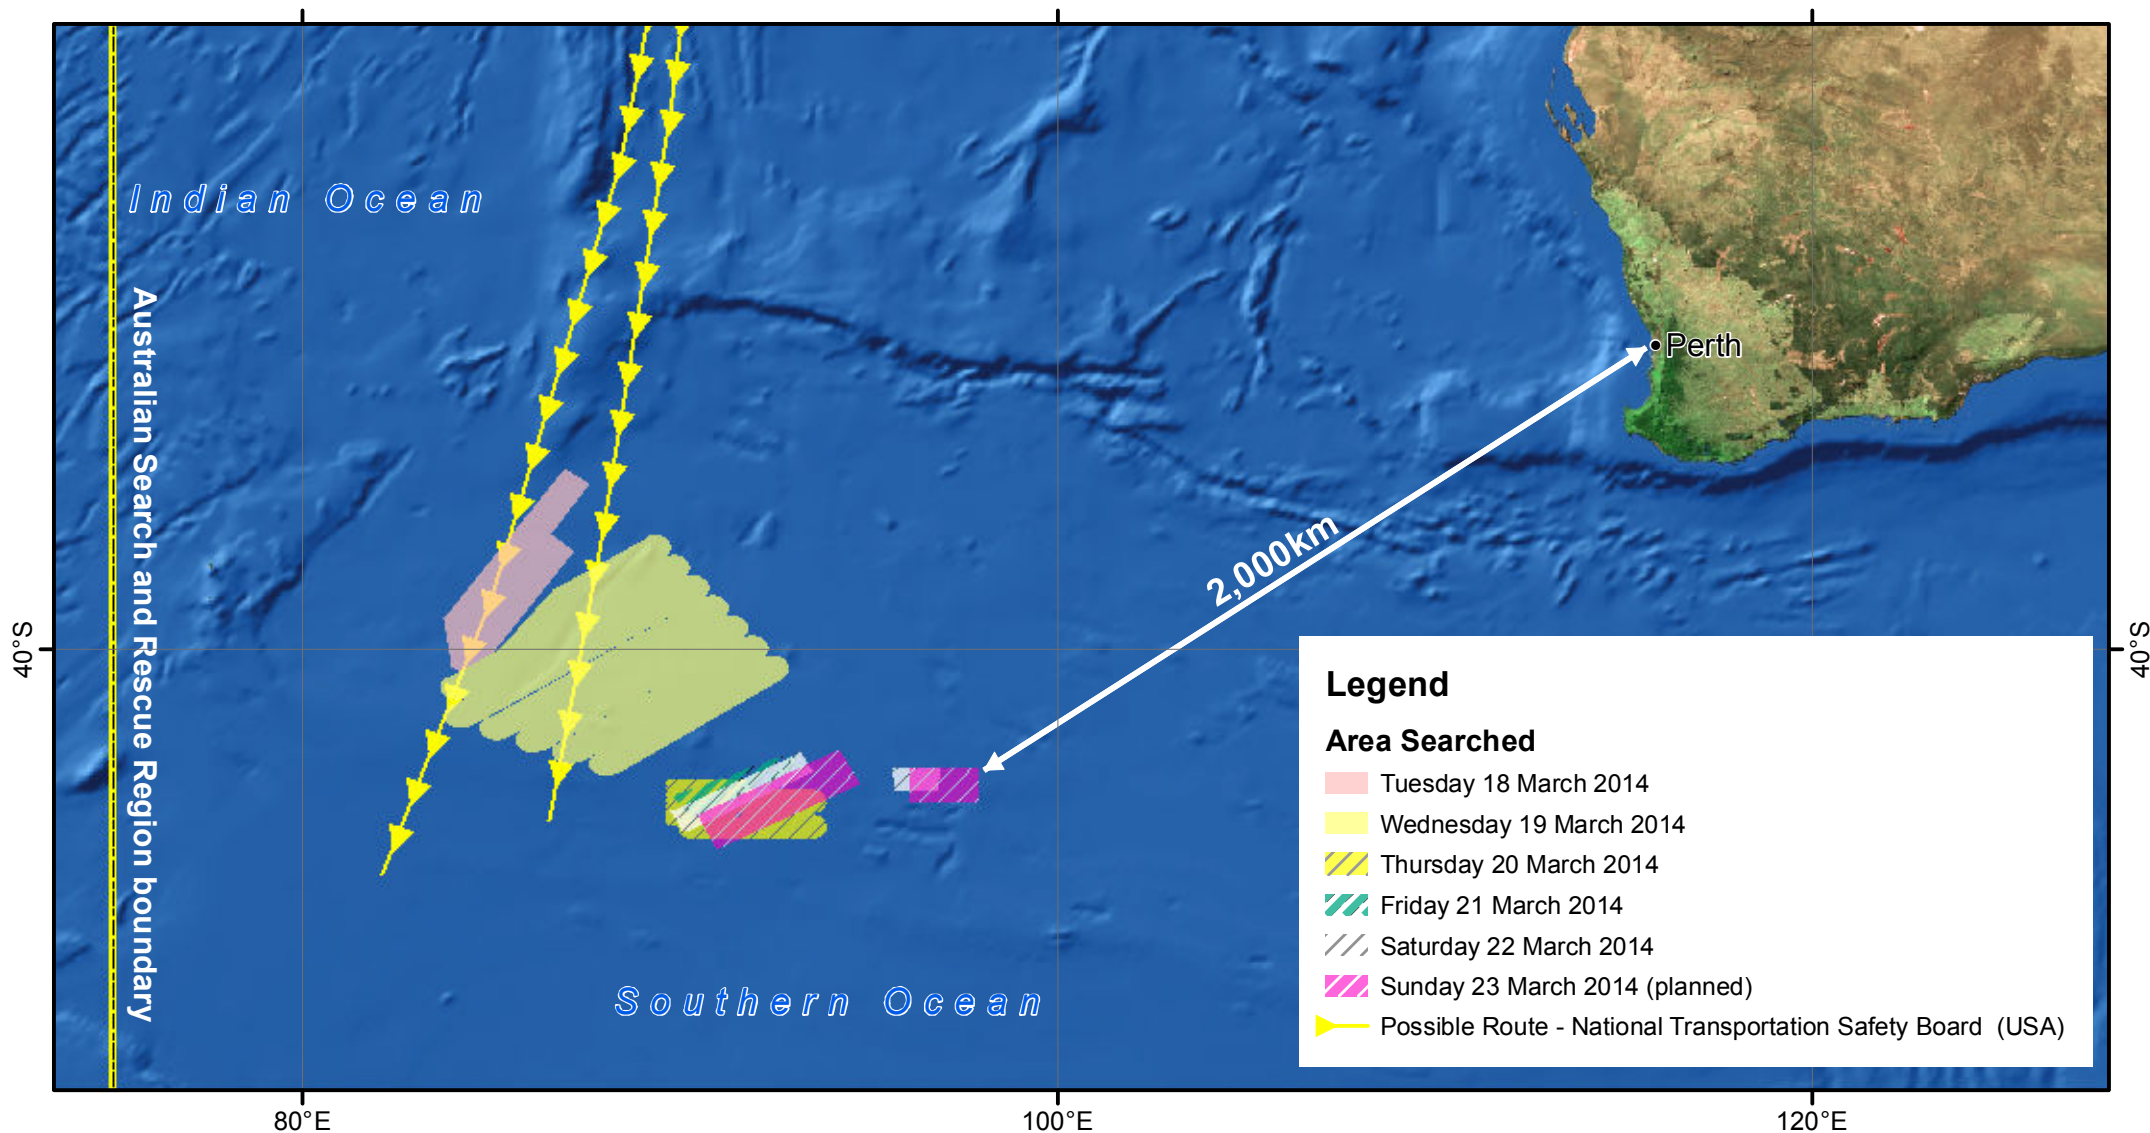 Indian Ocean
Australian Search and Rescue Region boundary
Perth
2,000km
40°S
40°S
Southern Ocean
Legend
Area Searched
Tuesday 18 March 2014
Wednesday 19 March 2014
Thursday 20 March 2014
Friday 21 March 2014
Saturday 22 March 2014
Sunday 23 March 2014 (planned)
Possible Route - National Transportation Safety Board (USA)
80°E
100°E
120°E